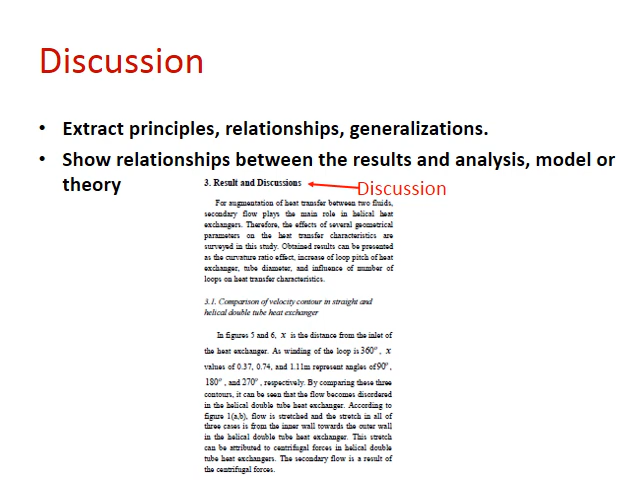 Discussion
• Extract principles, relationships, generalizations.
• Show relationships between the results and analysis, model or
theory
3. Result and Discussions
Discussion
For augmentation of heat transfer between two fluids,
secondary flow plays the main role in helical heat
exchangers. Therefore, the effects of several geometrical
parameters on the heat transfer characteristics are
surveyed in this study. Obtained results can be presented
as the curvature ratio effect, increase of loop pitch of heat
exchanger, tube diameter, and influence of number of
loops on heat transfer characteristics.
3.1. Comparison of velocity contour in straight and
helical double tube heat exchanger
In figures 5 and 6, x is the distance from the inlet of
the heat exchanger. As winding of the loop is 360°, x
values of 0.37, 0.74, and 1.11m represent angles of 90°,
180°, and 270°, respectively. By comparing these three
contours, it can be seen that the flow becomes disordered
in the helical double tube heat exchanger. According to
figure 1(a,b), flow is stretched and the stretch in all of
three cases is from the inner wall towards the outer wall
in the helical double tube heat exchanger. This stretch
can be attributed to centrifugal forces in helical double
tube heat exchangers. The secondary flow is a result of
the centrifugal forces.